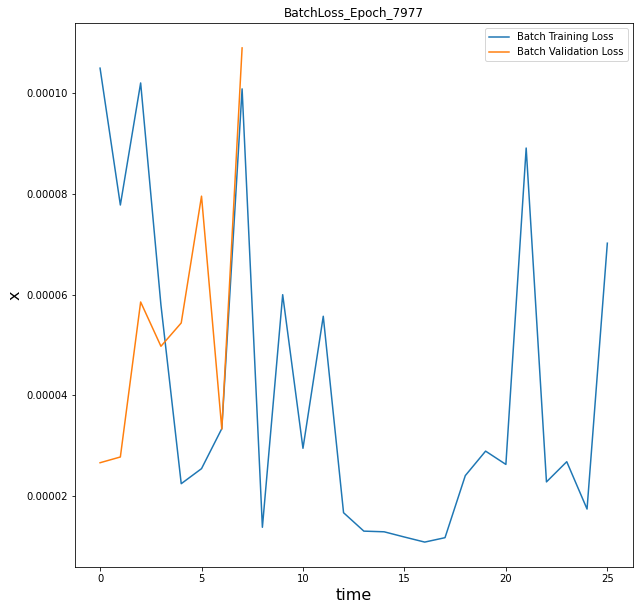 BatchLoss_Epoch_7977
Batch Training Loss
Batch Validation Loss
0.00010
0.00008
0.00006
0.00004
0.00002
x
0 5 10 15 20 25
time